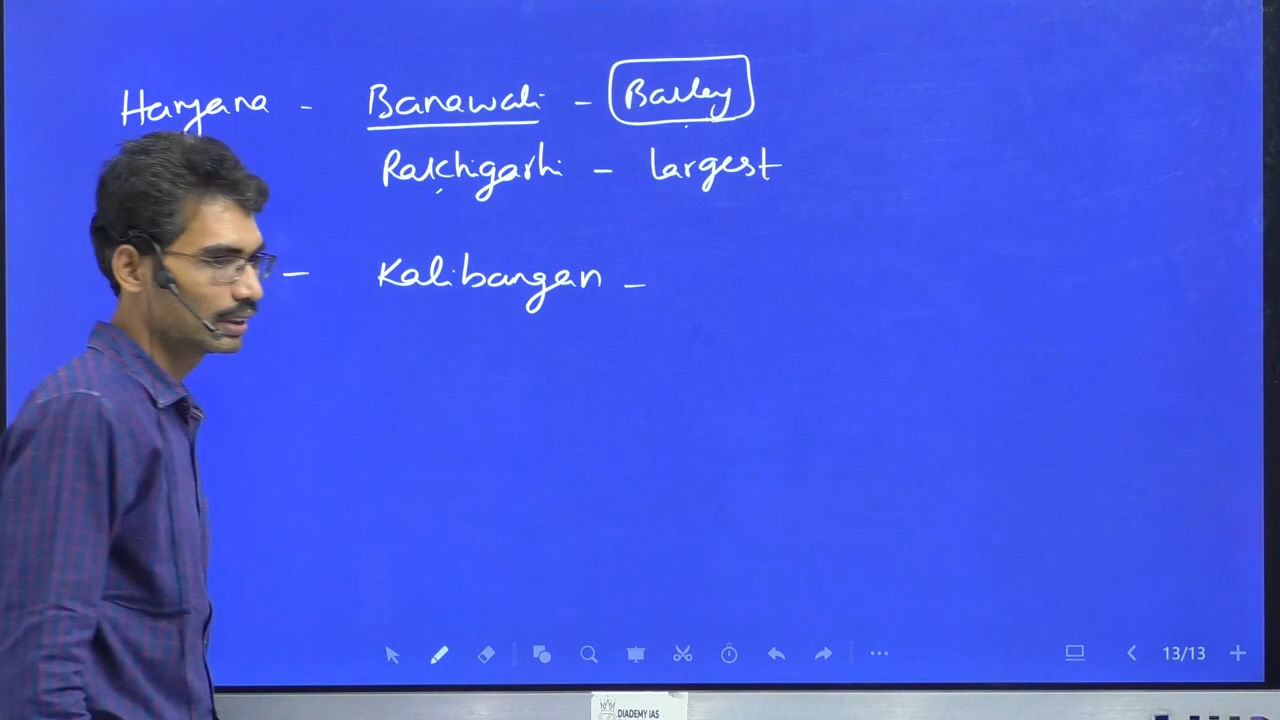 Haryana - Banawali - Barley
Rakhigarhi - largest
- Kalibangan -
13/13
DIADEMY IAS